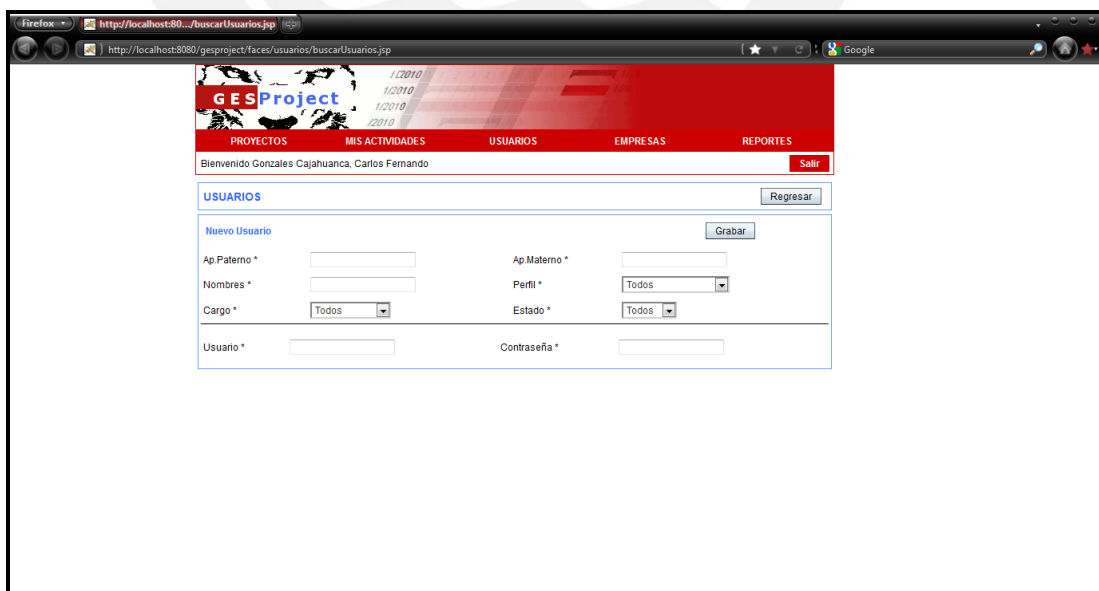 Firefox
http://localhost:80.../buscarUsuarios.jsp
http://localhost:8080/gesproject/faces/usuarios/buscarUsuarios.jsp
Google
GESProject
1/2010
1/2010
1/2010
/2010
PROYECTOS MIS ACTIVIDADES USUARIOS EMPRESAS REPORTES
Bienvenido Gonzales Cajahuanca, Carlos Fernando Salir
USUARIOS Regresar
Nuevo Usuario Grabar
Ap.Paterno * Ap.Materno *
Nombres * Perfil * Todos
Cargo * Todos Estado * Todos
Usuario * Contraseña *